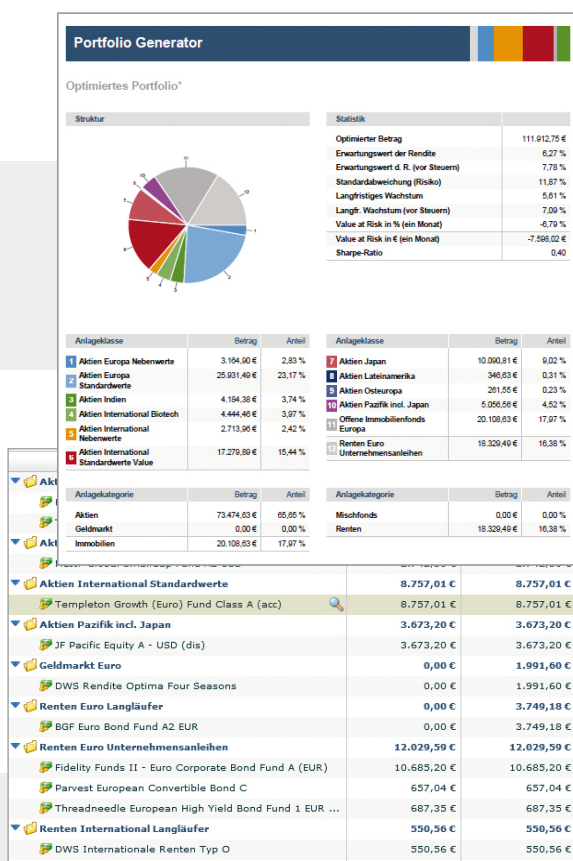 Portfolio Generator
Optimiertes Portfolio*
Struktur
11
10
12
8
7
1
6
2
5
4
3
Statistik
Optimierter Betrag 111.912,75 €
Erwartungswert der Rendite 6,27 %
Erwartungswert d. R. (vor Steuern) 7,78 %
Standardabweichung (Risiko) 11,87 %
Langfristiges Wachstum 5,61 %
Langfr. Wachstum (vor Steuern) 7,09 %
Value at Risk in % (ein Monat) -6,79 %
Value at Risk in € (ein Monat) -7.598,02 €
Sharpe-Ratio 0,40
Anlageklasse Betrag Anteil
1 Aktien Europa Nebenwerte 3.164,90 € 2,83 %
2 Aktien Europa Standardwerte 25.931,49 € 23,17 %
3 Aktien Indien 4.184,38 € 3,74 %
4 Aktien International Biotech 4.444,46 € 3,97 %
5 Aktien International Nebenwerte 2.713,96 € 2,42 %
6 Aktien International Standardwerte Value 17.279,89 € 15,44 %
Anlageklasse Betrag Anteil
7 Aktien Japan 10.090,81 € 9,02 %
8 Aktien Lateinamerika 346,63 € 0,31 %
9 Aktien Osteuropa 261,55 € 0,23 %
10 Aktien Pazifik incl. Japan 5.056,56 € 4,52 %
11 Offene Immobilienfonds Europa 20.108,63 € 17,97 %
12 Renten Euro Unternehmensanleihen 18.329,49 € 16,38 %
Anlagekategorie Betrag Anteil
Aktien 73.474,63 € 65,65 %
Geldmarkt 0,00 € 0,00 %
Immobilien 20.108,63 € 17,97 %
Anlagekategorie Betrag Anteil
Mischfonds 0,00 € 0,00 %
Renten 18.329,49 € 16,38 %
Aktien International Standardwerte 8.757,01 € 8.757,01 €
Templeton Growth (Euro) Fund Class A (acc) 8.757,01 € 8.757,01 €
Aktien Pazifik incl. Japan 3.673,20 € 3.673,20 €
JF Pacific Equity A - USD (dis) 3.673,20 € 3.673,20 €
Geldmarkt Euro 0,00 € 1.991,60 €
DWS Rendite Optima Four Seasons 0,00 € 1.991,60 €
Renten Euro Langläufer 0,00 € 3.749,18 €
BGF Euro Bond Fund A2 EUR 0,00 € 3.749,18 €
Renten Euro Unternehmensanleihen 12.029,59 € 12.029,59 €
Fidelity Funds II - Euro Corporate Bond Fund A (EUR) 10.685,20 € 10.685,20 €
Parvest European Convertible Bond C 657,04 € 657,04 €
Threadneedle European High Yield Bond Fund 1 EUR ... 687,35 € 687,35 €
Renten International Langläufer 550,56 € 550,56 €
DWS Internationale Renten Typ O 550,56 € 550,56 €